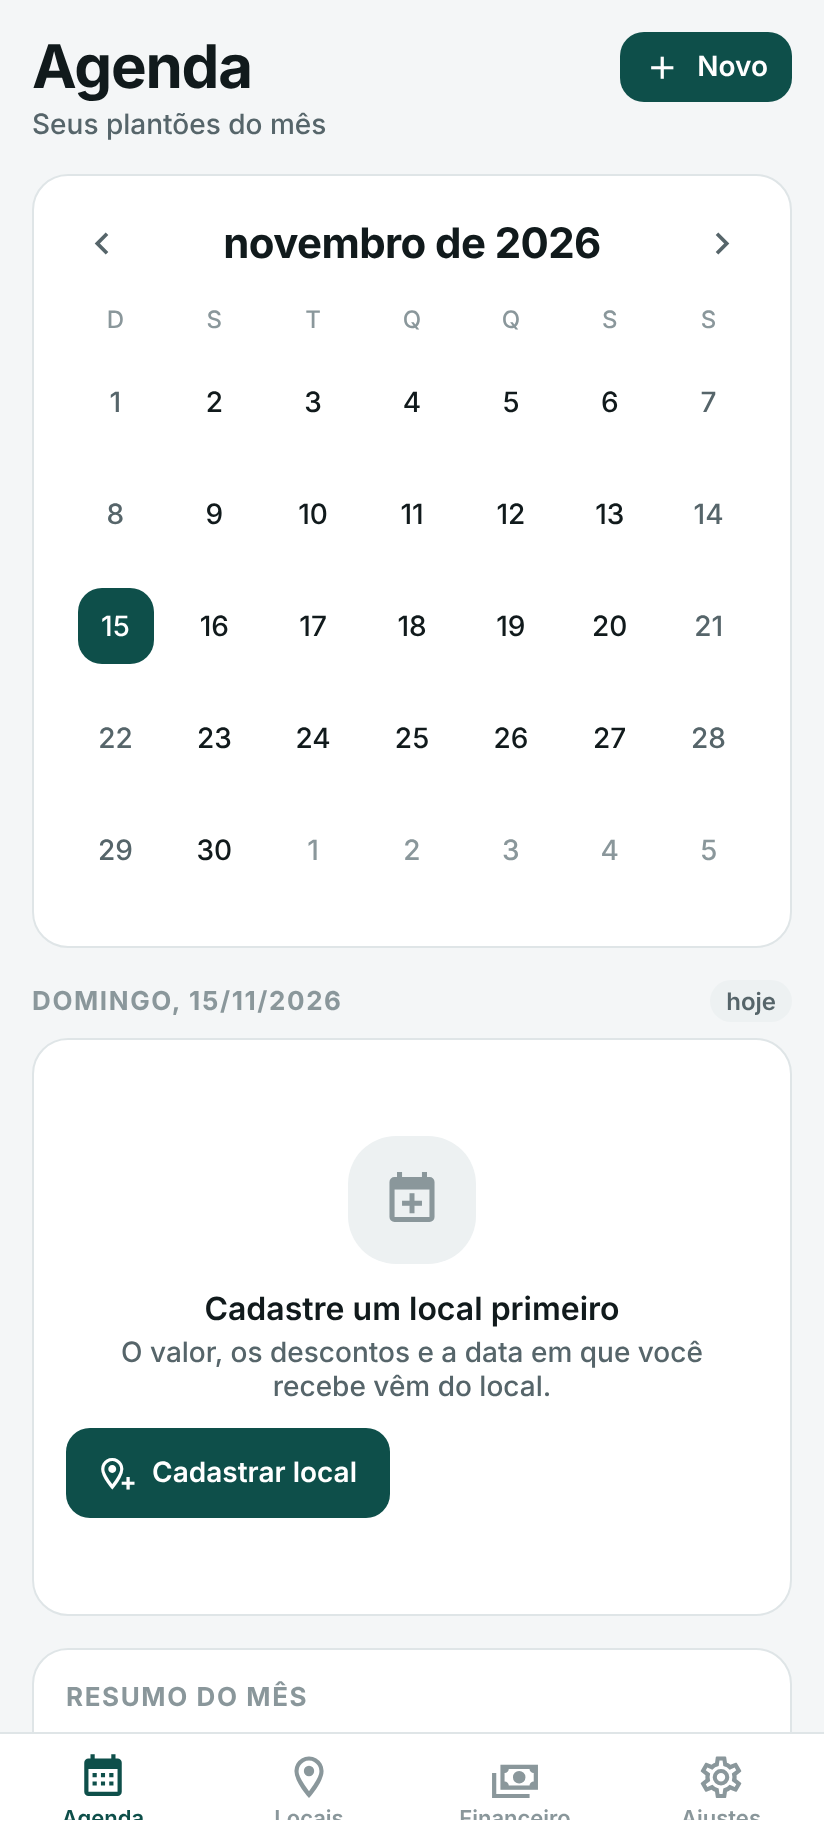 Agenda
Novo
Seus plantões do mês
novembro de 2026
D S T Q Q S S
1 2 3 4 5 6 7
8 9 10 11 12 13 14
15 16 17 18 19 20 21
22 23 24 25 26 27 28
29 30 1 2 3 4 5
DOMINGO, 15/11/2026
hoje
Cadastre um local primeiro
O valor, os descontos e a data em que você
recebe vêm do local.
Cadastrar local
RESUMO DO MÊS
Agenda Locais Financeiro Ajustes